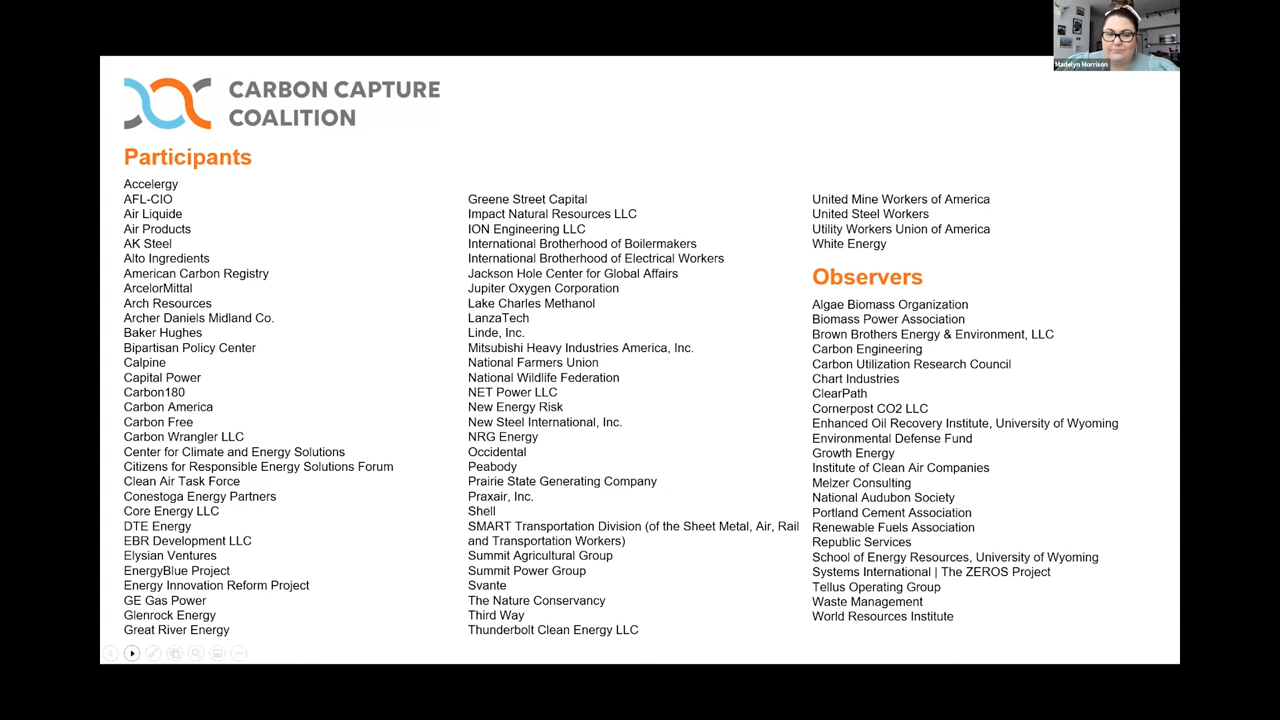 Madelyn Morrison
CARBON CAPTURE
COALITION
Participants
Accelergy
AFL-CIO
Air Liquide
Air Products
AK Steel
Alto Ingredients
American Carbon Registry
ArcelorMittal
Arch Resources
Archer Daniels Midland Co.
Baker Hughes
Bipartisan Policy Center
Calpine
Capital Power
Carbon180
Carbon America
Carbon Free
Carbon Wrangler LLC
Center for Climate and Energy Solutions
Citizens for Responsible Energy Solutions Forum
Clean Air Task Force
Conestoga Energy Partners
Core Energy LLC
DTE Energy
EBR Development LLC
Elysian Ventures
EnergyBlue Project
Energy Innovation Reform Project
GE Gas Power
Glenrock Energy
Great River Energy
Greene Street Capital
Impact Natural Resources LLC
ION Engineering LLC
International Brotherhood of Boilermakers
International Brotherhood of Electrical Workers
Jackson Hole Center for Global Affairs
Jupiter Oxygen Corporation
Lake Charles Methanol
LanzaTech
Linde, Inc.
Mitsubishi Heavy Industries America, Inc.
National Farmers Union
National Wildlife Federation
NET Power LLC
New Energy Risk
New Steel International, Inc.
NRG Energy
Occidental
Peabody
Prairie State Generating Company
Praxair, Inc.
Shell
SMART Transportation Division (of the Sheet Metal, Air, Rail
and Transportation Workers)
Summit Agricultural Group
Summit Power Group
Svante
The Nature Conservancy
Third Way
Thunderbolt Clean Energy LLC
United Mine Workers of America
United Steel Workers
Utility Workers Union of America
White Energy
Observers
Algae Biomass Organization
Biomass Power Association
Brown Brothers Energy & Environment, LLC
Carbon Engineering
Carbon Utilization Research Council
Chart Industries
ClearPath
Cornerpost CO2 LLC
Enhanced Oil Recovery Institute, University of Wyoming
Environmental Defense Fund
Growth Energy
Institute of Clean Air Companies
Melzer Consulting
National Audubon Society
Portland Cement Association
Renewable Fuels Association
Republic Services
School of Energy Resources, University of Wyoming
Systems International | The ZEROS Project
Tellus Operating Group
Waste Management
World Resources Institute